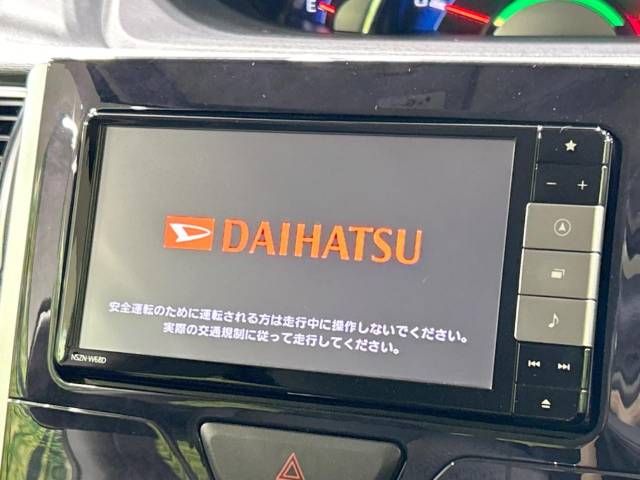 E
DAIHATSU
安全運転のために運転される方は走行中に操作しないでください。
実際の交通規制に従って走行してください。
NSZN-W68D